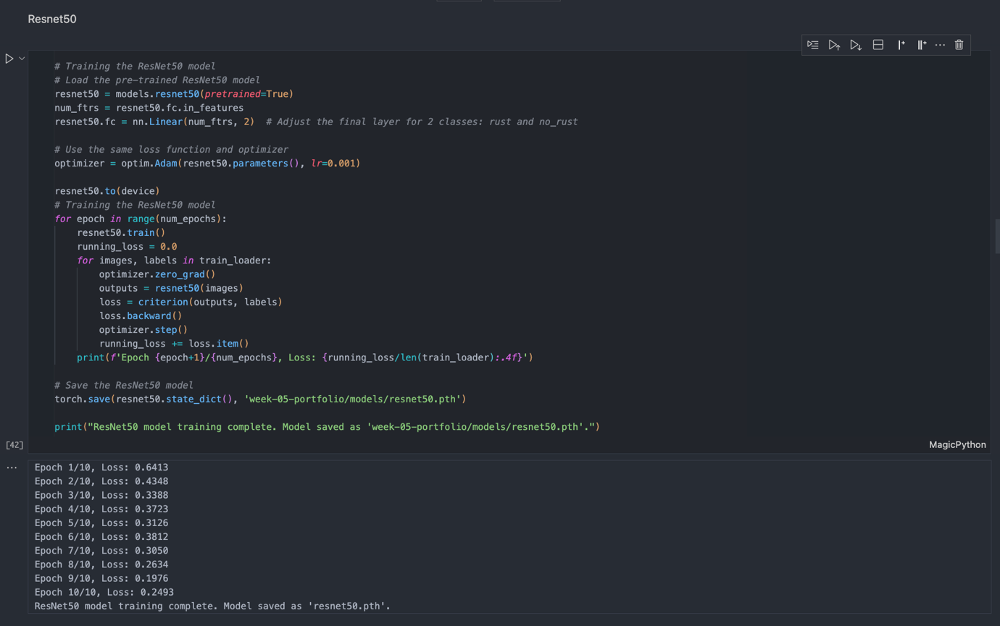 Resnet50
# Training the ResNet50 model
# Load the pre-trained ResNet50 model
resnet50 = models.resnet50(pretrained=True)
num_ftrs = resnet50.fc.in_features
resnet50.fc = nn.Linear(num_ftrs, 2)  # Adjust the final layer for 2 classes: rust and no_rust

# Use the same loss function and optimizer
optimizer = optim.Adam(resnet50.parameters(), lr=0.001)

resnet50.to(device)
# Training the ResNet50 model
for epoch in range(num_epochs):
    resnet50.train()
    running_loss = 0.0
    for images, labels in train_loader:
        optimizer.zero_grad()
        outputs = resnet50(images)
        loss = criterion(outputs, labels)
        loss.backward()
        optimizer.step()
        running_loss += loss.item()
    print(f'Epoch {epoch+1}/{num_epochs}, Loss: {running_loss/len(train_loader):.4f}')

# Save the ResNet50 model
torch.save(resnet50.state_dict(), 'week-05-portfolio/models/resnet50.pth')

print("ResNet50 model training complete. Model saved as 'week-05-portfolio/models/resnet50.pth'.")
[42]
MagicPython
Epoch 1/10, Loss: 0.6413
Epoch 2/10, Loss: 0.4348
Epoch 3/10, Loss: 0.3388
Epoch 4/10, Loss: 0.3723
Epoch 5/10, Loss: 0.3126
Epoch 6/10, Loss: 0.3812
Epoch 7/10, Loss: 0.3050
Epoch 8/10, Loss: 0.2634
Epoch 9/10, Loss: 0.1976
Epoch 10/10, Loss: 0.2493
ResNet50 model training complete. Model saved as 'resnet50.pth'.